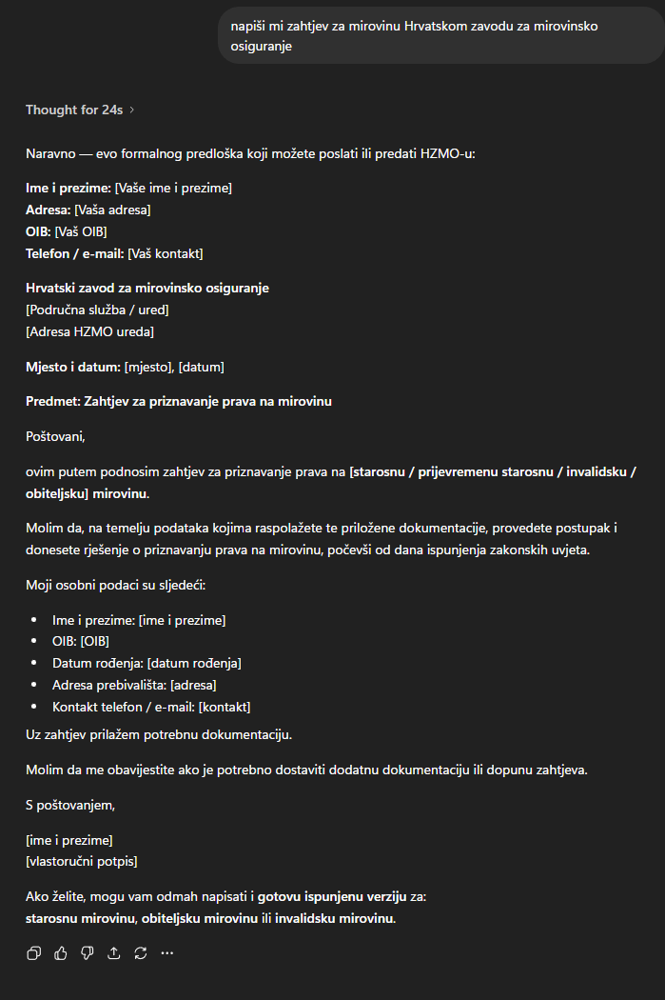 napiši mi zahtjev za mirovinu Hrvatskom zavodu za mirovinsko
osiguranje
Thought for 24s
Naravno — evo formalnog predloška koji možete poslati ili predati HZMO-u:
Ime i prezime: [Vaše ime i prezime]
Adresa: [Vaša adresa]
OIB: [Vaš OIB]
Telefon / e-mail: [Vaš kontakt]
Hrvatski zavod za mirovinsko osiguranje
[Područna služba / ured]
[Adresa HZMO ureda]
Mjesto i datum: [mjesto], [datum]
Predmet: Zahtjev za priznavanje prava na mirovinu
Poštovani,
ovim putem podnosim zahtjev za priznavanje prava na [starosnu / prijevremenu starosnu / invalidsku /
obiteljsku] mirovinu.
Molim da, na temelju podataka kojima raspolažete te priložene dokumentacije, provedete postupak i
donesete rješenje o priznavanju prava na mirovinu, počevši od dana ispunjenja zakonskih uvjeta.
Moji osobni podaci su sljedeći:
• Ime i prezime: [ime i prezime]
• OIB: [OIB]
• Datum rođenja: [datum rođenja]
• Adresa prebivališta: [adresa]
• Kontakt telefon / e-mail: [kontakt]
Uz zahtjev prilažem potrebnu dokumentaciju.
Molim da me obavijestite ako je potrebno dostaviti dodatnu dokumentaciju ili dopunu zahtjeva.
S poštovanjem,
[ime i prezime]
[vlastoručni potpis]
Ako želite, mogu vam odmah napisati i gotovu ispunjenu verziju za:
starosnu mirovinu, obiteljsku mirovinu ili invalidsku mirovinu.